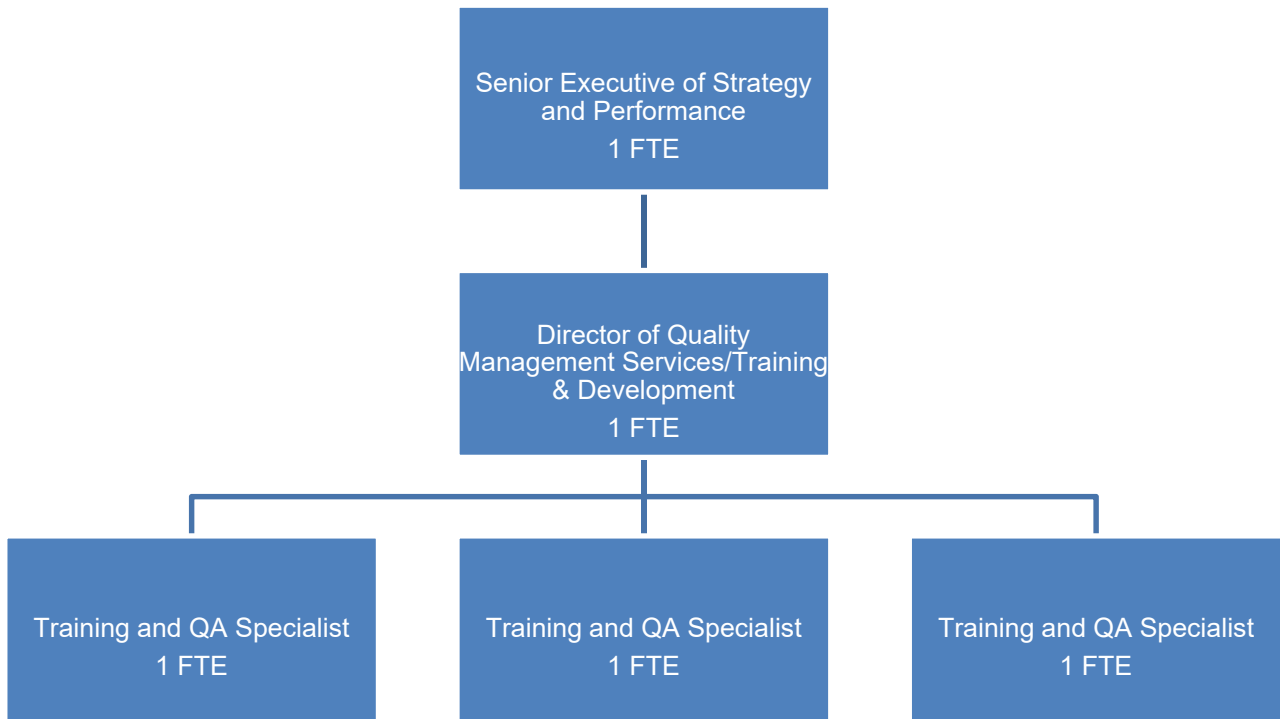 Senior Executive of Strategy
and Performance
1 FTE
Director of Quality
Management Services/Training
& Development
1 FTE
Training and QA Specialist
1 FTE
Training and QA Specialist
1 FTE
Training and QA Specialist
1 FTE